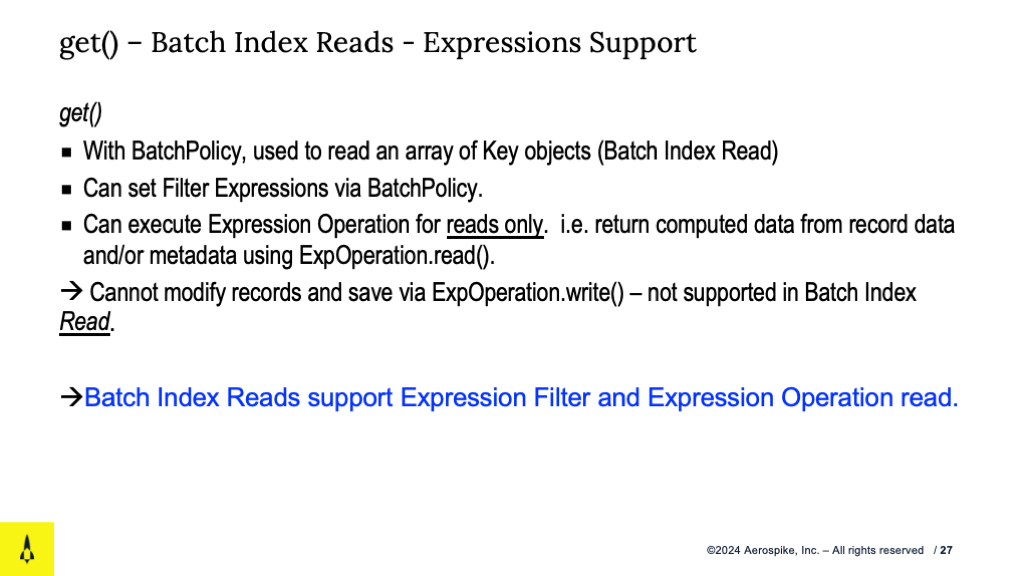 get() – Batch Index Reads - Expressions Support
get()
▪ With BatchPolicy, used to read an array of Key objects (Batch Index Read)
▪ Can set Filter Expressions via BatchPolicy.
▪ Can execute Expression Operation for reads only.  i.e. return computed data from record data
and/or metadata using ExpOperation.read().
→ Cannot modify records and save via ExpOperation.write() – not supported in Batch Index
Read.
→Batch Index Reads support Expression Filter and Expression Operation read.
©2024 Aerospike, Inc. – All rights reserved / 27